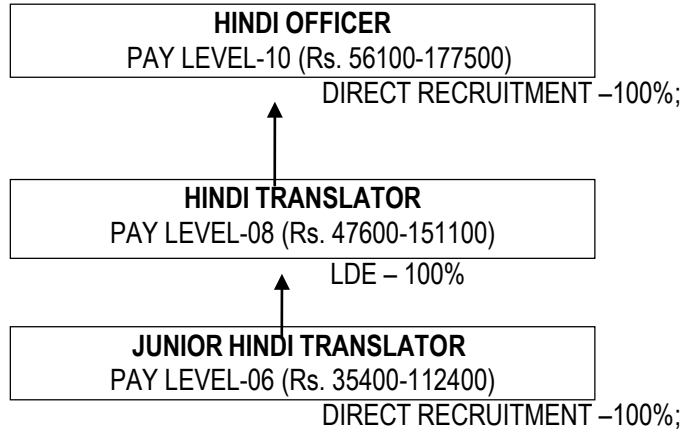 HINDI OFFICER
PAY LEVEL-10 (Rs. 56100-177500)
DIRECT RECRUITMENT –100%;
HINDI TRANSLATOR
PAY LEVEL-08 (Rs. 47600-151100)
LDE – 100%
JUNIOR HINDI TRANSLATOR
PAY LEVEL-06 (Rs. 35400-112400)
DIRECT RECRUITMENT –100%;